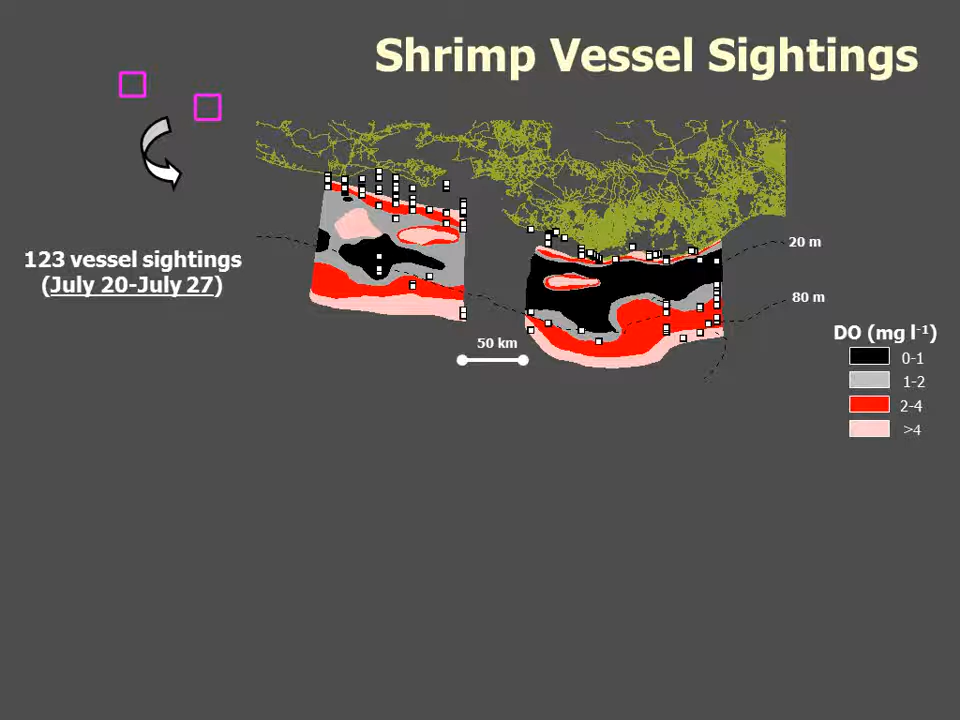 Shrimp Vessel Sightings
123 vessel sightings
(July 20-July 27)
20 m
80 m
50 km
DO (mg l-1)
0-1
1-2
2-4
>4